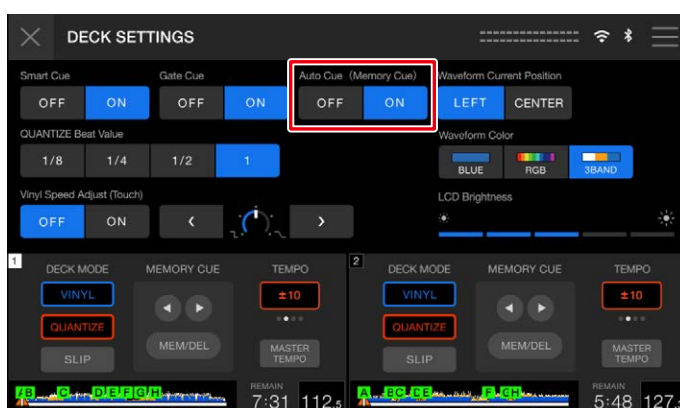 DECK SETTINGS
Smart Cue Gate Cue Auto Cue (Memory Cue) Waveform Current Position
OFF ON OFF ON OFF ON LEFT CENTER
QUANTIZE Beat Value Waveform Color
1/8 1/4 1/2 1 BLUE RGB 3BAND
Vinyl Speed Adjust (Touch) LCD Brightness
OFF ON
1 DECK MODE MEMORY CUE TEMPO 2 DECK MODE MEMORY CUE TEMPO
VINYL ±10 VINYL ±10
QUANTIZE QUANTIZE
SLIP MEM/DEL MASTER TEMPO SLIP MEM/DEL MASTER TEMPO
B C D E F G H REMAIN A B C D E F G H REMAIN
7:31 112.5 5:48 127.